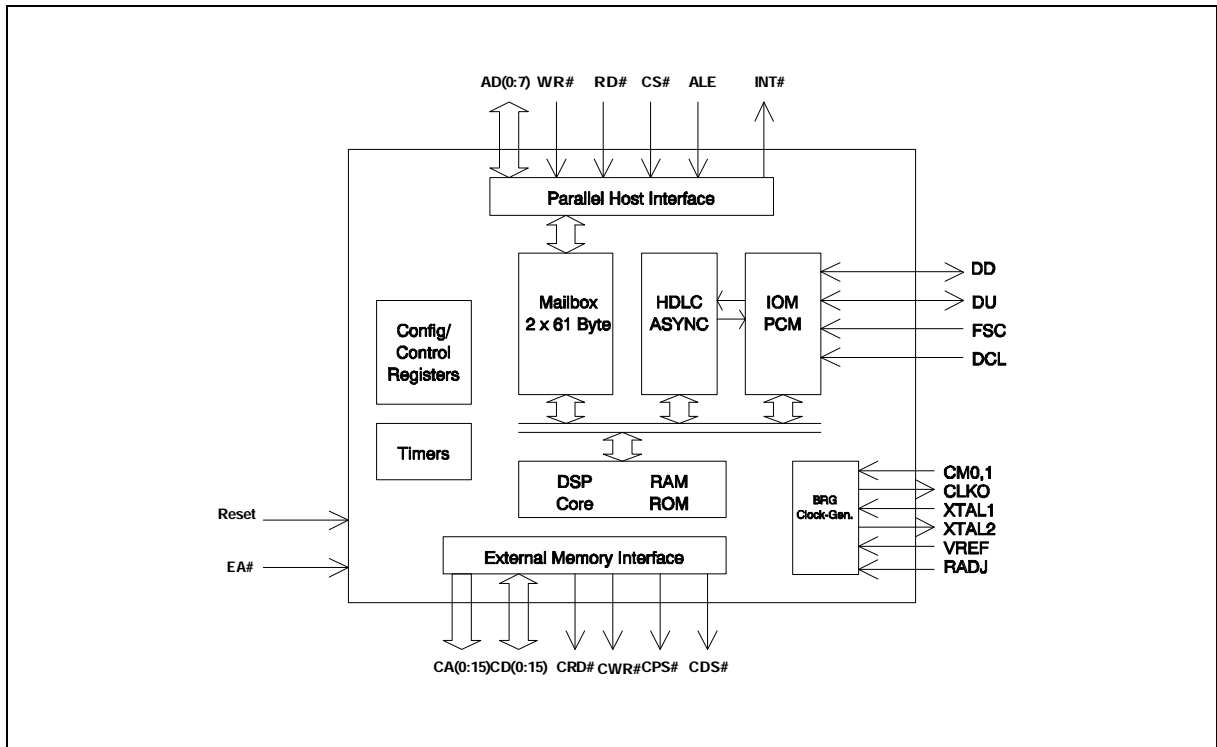 AD(0:7) WR# RD# CS# ALE INT#
Parallel Host Interface
Mailbox
2 x 61 Byte
HDLC
ASYNC
IOM
PCM
DD
DU
FSC
DCL
Config/
Control
Registers
Timers
DSP
Core
RAM
ROM
BRG
Clock-Gen.
CM0,1
CLKO
XTAL1
XTAL2
VREF
RADJ
Reset
EA#
External Memory Interface
CA(0:15) CD(0:15) CRD# CWR# CPS# CDS#